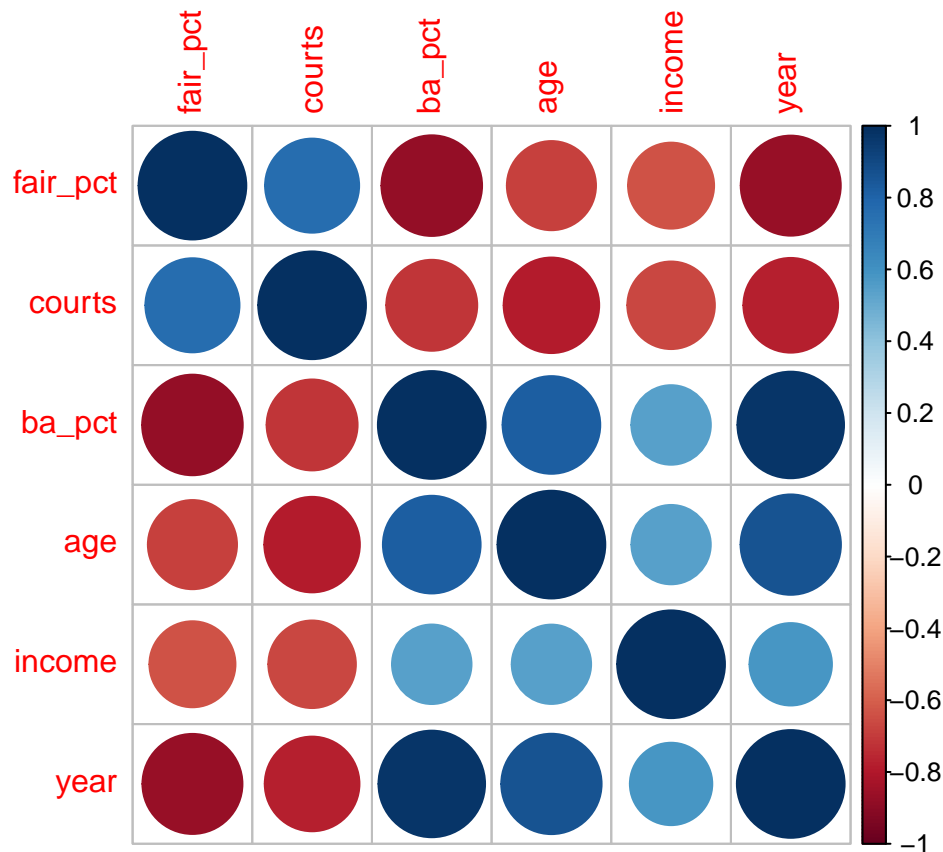 fair_pct
courts
ba_pct
age
income
year
fair_pct
courts
ba_pct
age
income
year
1
0.8
0.6
0.4
0.2
0
−0.2
−0.4
−0.6
−0.8
−1